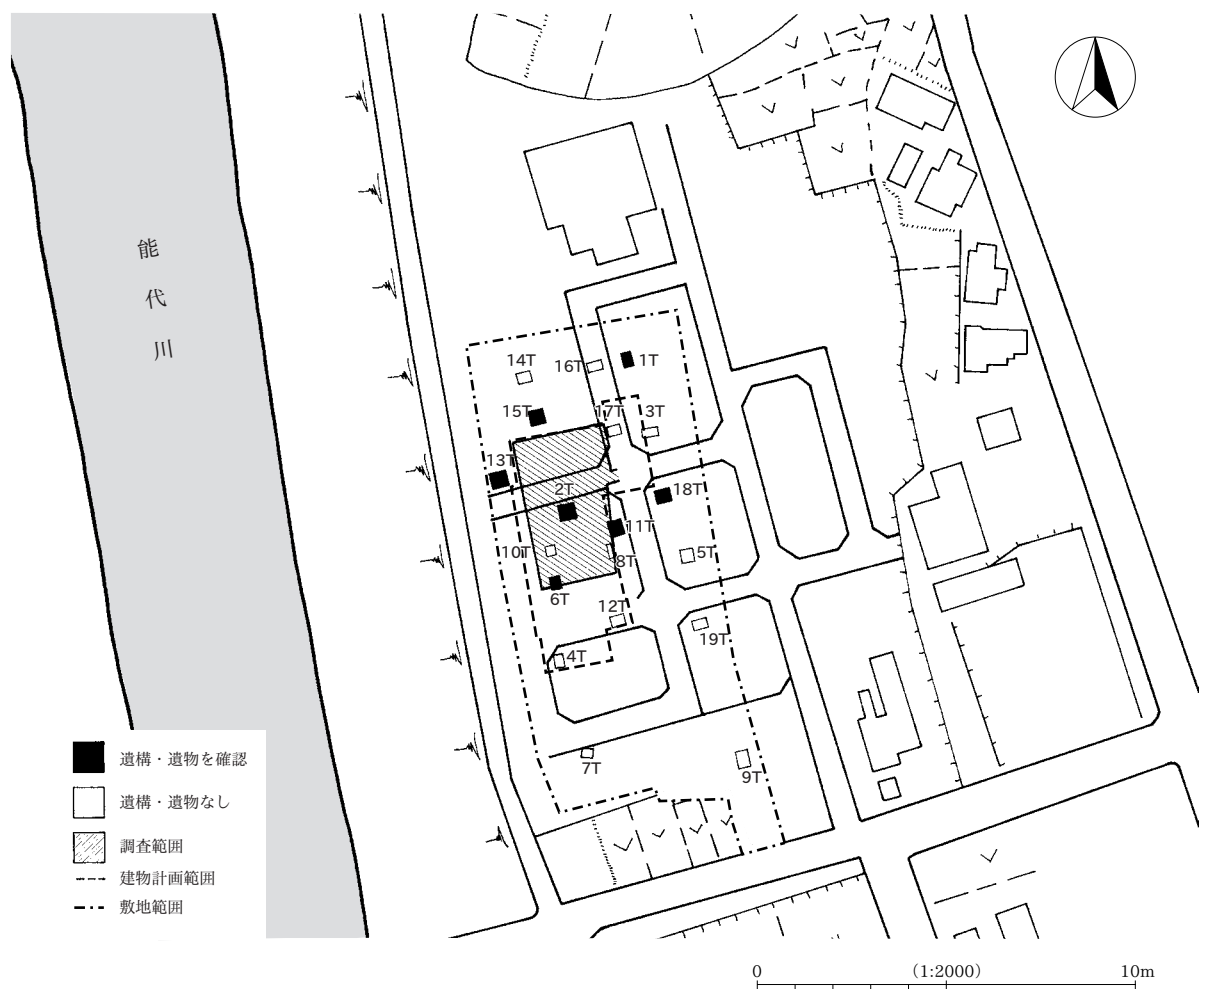 能
代
川
14T
16T
1T
15T
17T
3T
13T
2T
18T
11T
10T
8T
5T
6T
12T
19T
4T
7T
9T
遺構・遺物を確認
遺構・遺物なし
調査範囲
建物計画範囲
敷地範囲
0 (1:2000) 10m